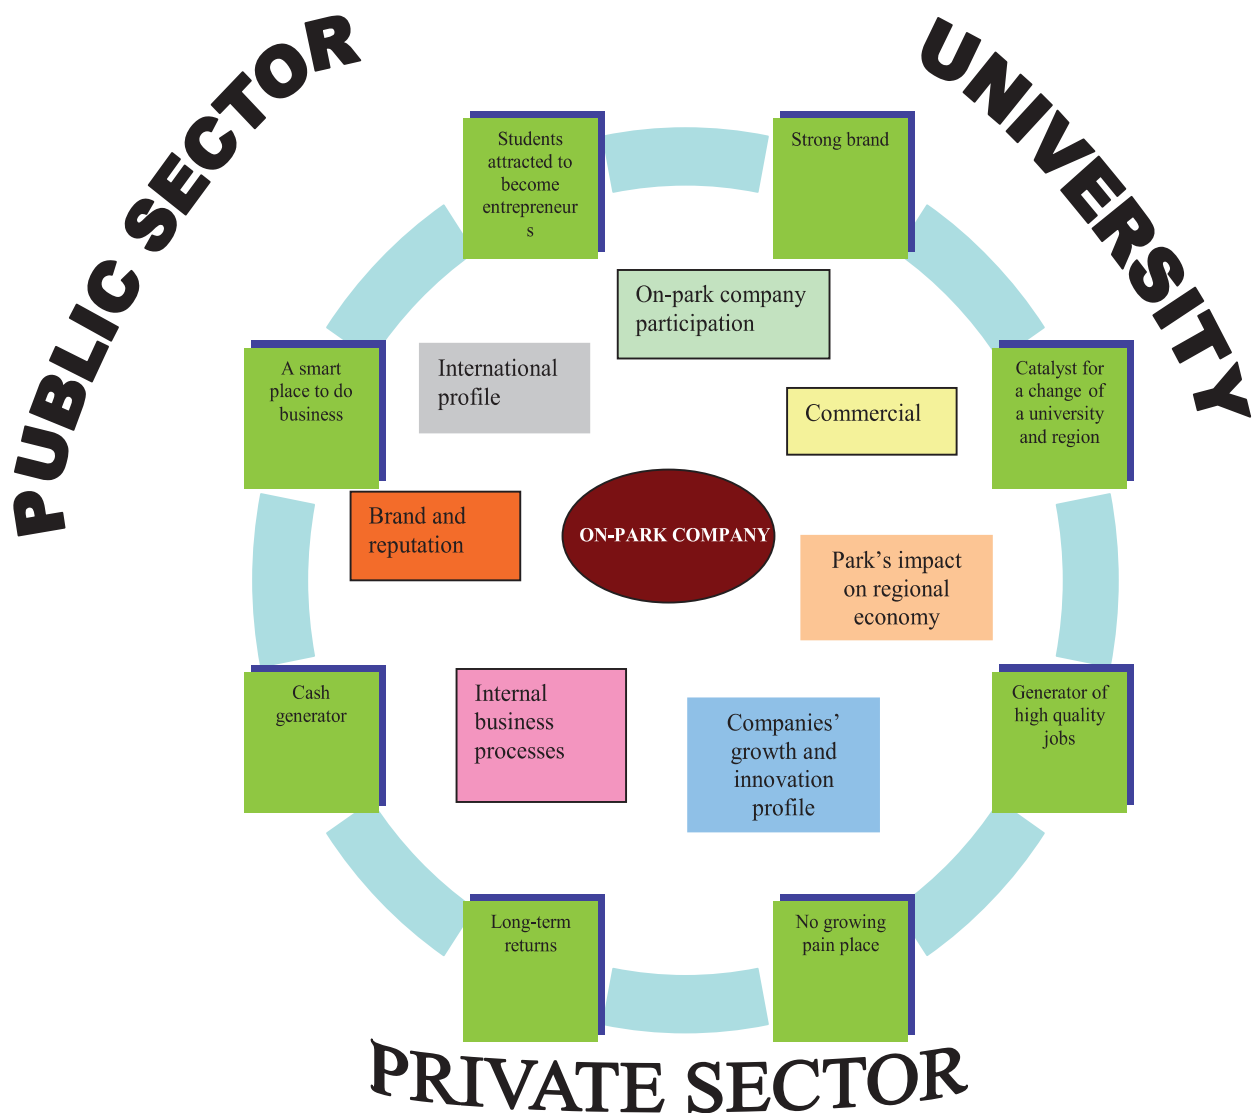 PUBLIC SECTOR
UNIVERSITY
Students
attracted to
become
entrepreneur
s
Strong brand
On-park company
participation
A smart
place to do
business
International
profile
Commercial
Catalyst for
a change of
a university
and region
Brand and
reputation
ON-PARK COMPANY
Park’s impact
on regional
economy
Cash
generator
Internal
business
processes
Companies’
growth and
innovation
profile
Generator of
high quality
jobs
Long-term
returns
No growing
pain place
PRIVATE SECTOR